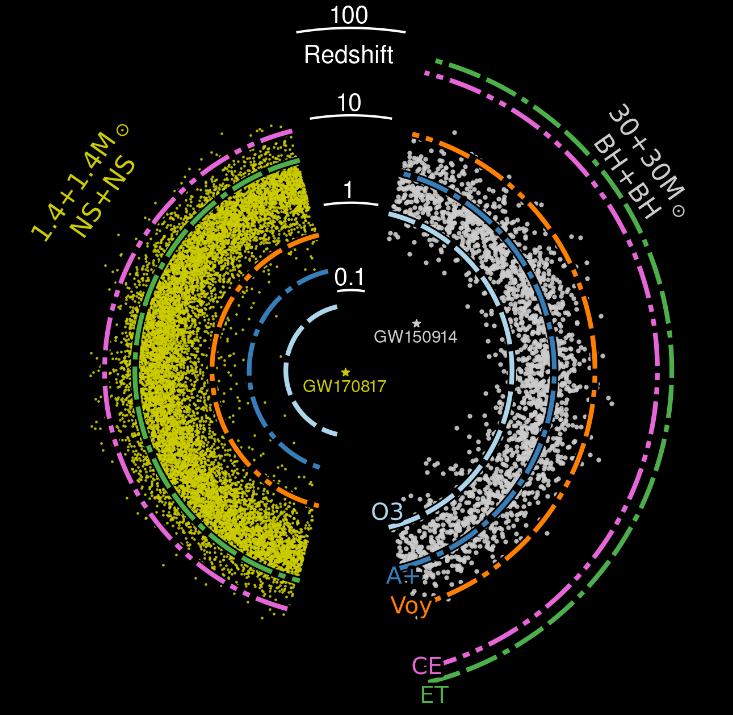 100
Redshift
10
1
0.1
1.4+1.4M☉
NS+NS
30+30M☉
BH+BH
GW150914
GW170817
O3
A+
Voy
CE
ET